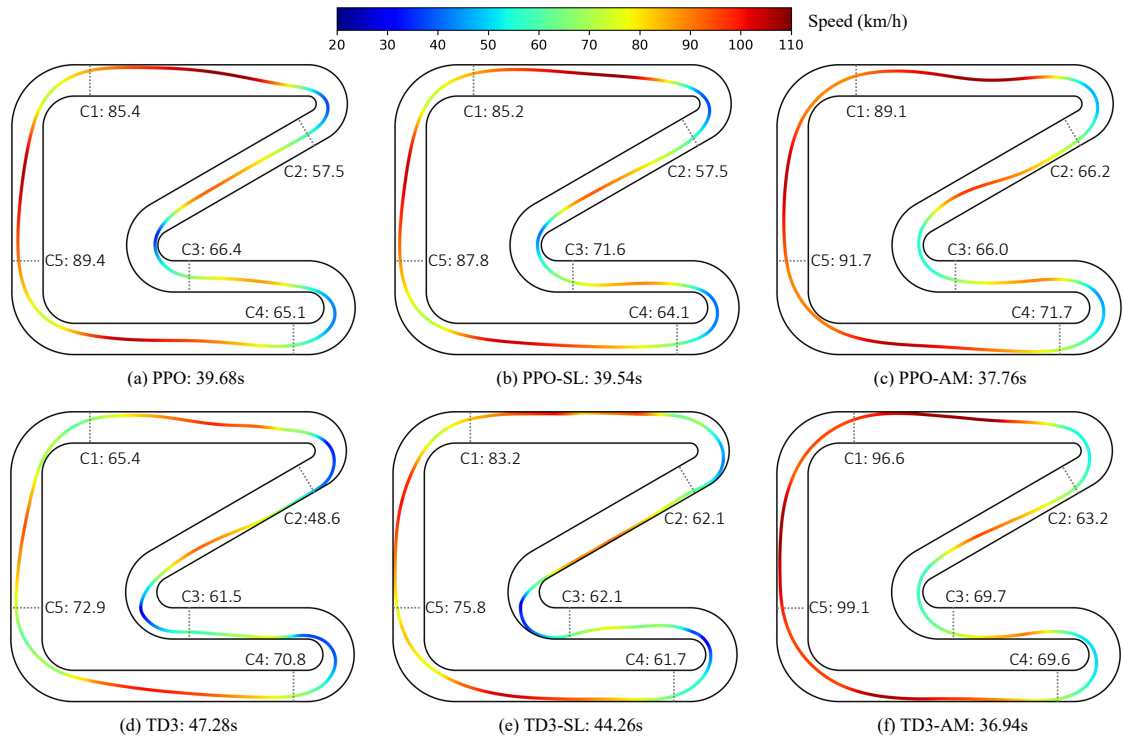 Speed (km/h)
20 30 40 50 60 70 80 90 100 110
C1: 85.4
C2: 57.5
C3: 66.4
C5: 89.4
C4: 65.1
(a) PPO: 39.68s
C1: 85.2
C2: 57.5
C3: 71.6
C5: 87.8
C4: 64.1
(b) PPO-SL: 39.54s
C1: 89.1
C2: 66.2
C3: 66.0
C5: 91.7
C4: 71.7
(c) PPO-AM: 37.76s
C1: 65.4
C2:48.6
C3: 61.5
C5: 72.9
C4: 70.8
(d) TD3: 47.28s
C1: 83.2
C2: 62.1
C3: 62.1
C5: 75.8
C4: 61.7
(e) TD3-SL: 44.26s
C1: 96.6
C2: 63.2
C3: 69.7
C5: 99.1
C4: 69.6
(f) TD3-AM: 36.94s